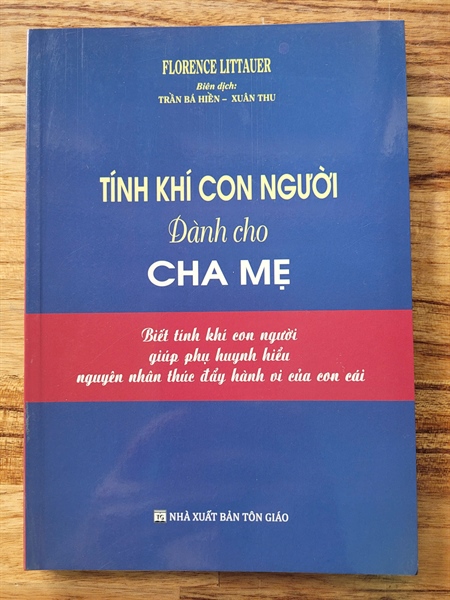 FLORENCE LITTAUER
Biên dịch:
TRẦN BÁ HIỀN - XUÂN THU
TÍNH KHÍ CON NGƯỜI
Dành cho
CHA MẸ
Biết tính khí con người
giúp phụ huynh hiểu
nguyên nhân thúc đẩy hành vi của con cái
NHÀ XUẤT BẢN TÔN GIÁO